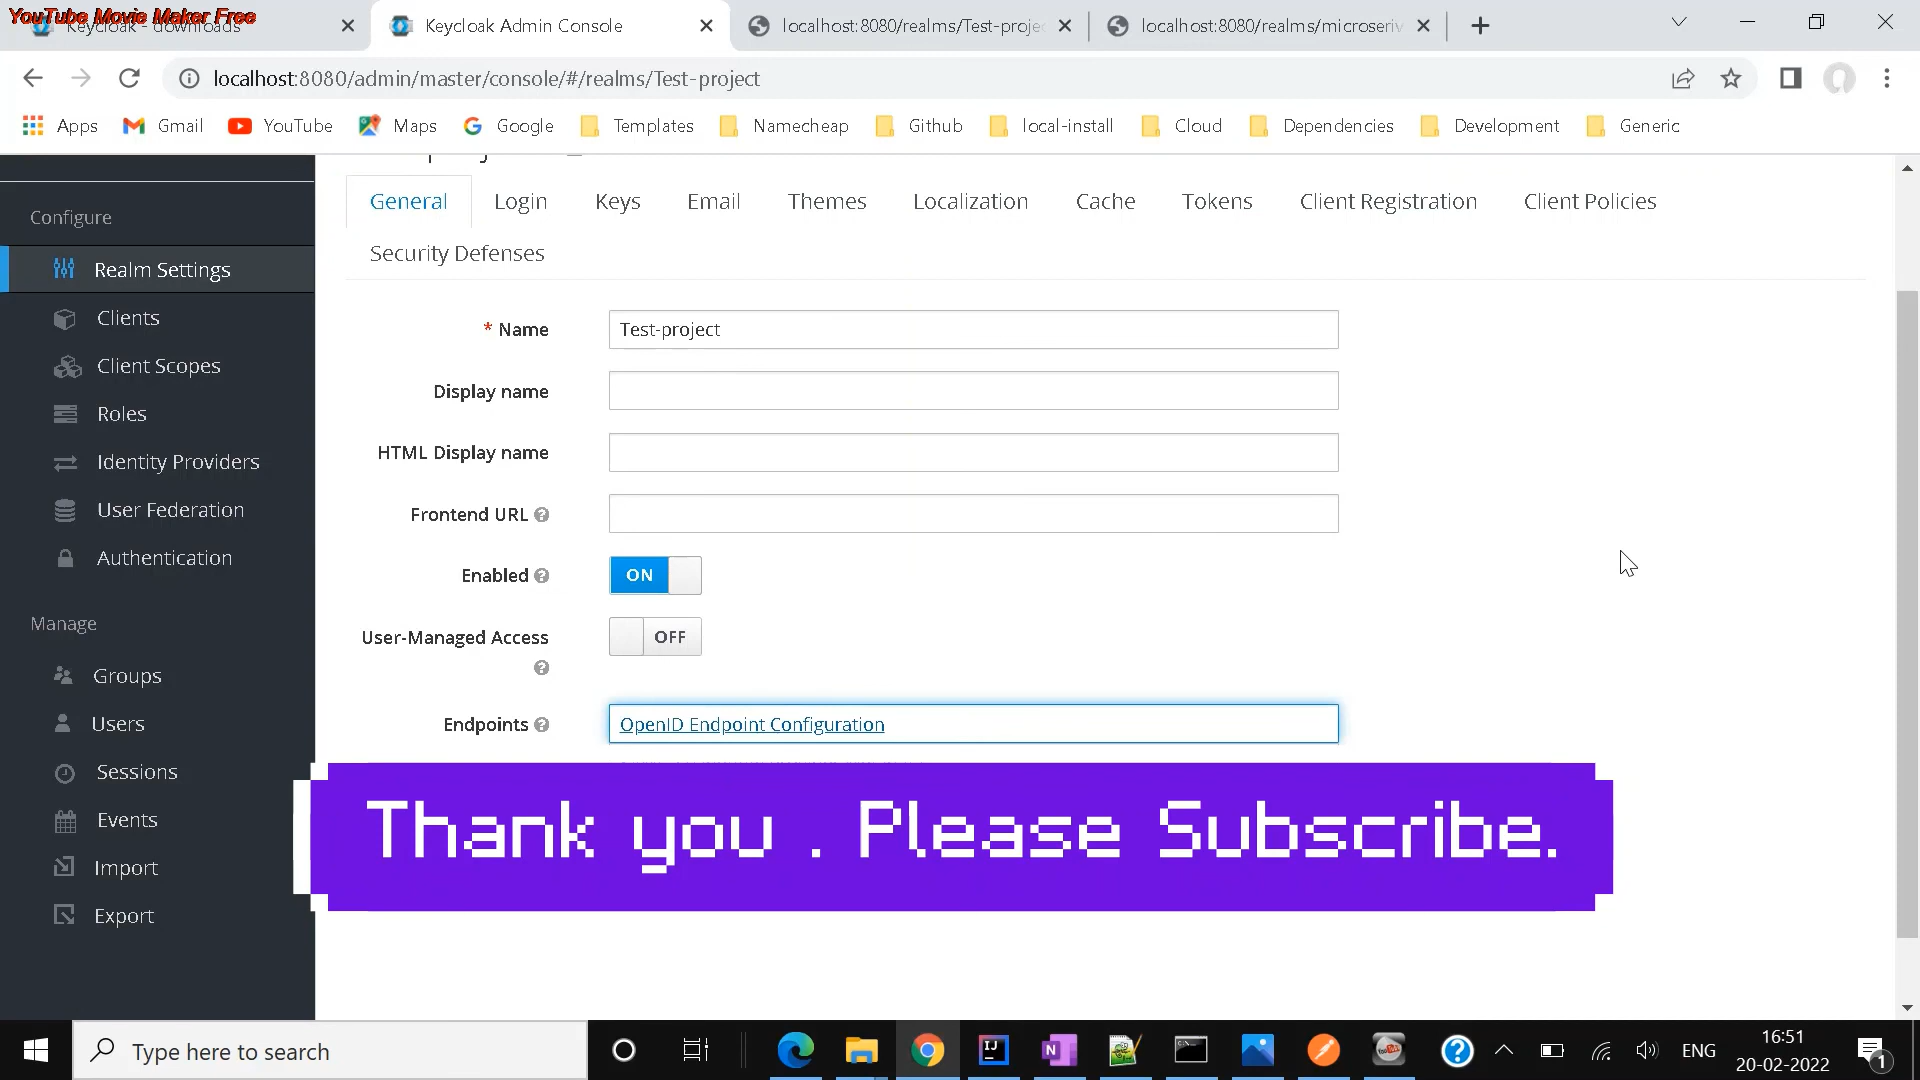 YouTube Movie Maker Free
Keycloak - downloads
Keycloak Admin Console
localhost:8080/realms/Test-proje
localhost:8080/realms/microseriv
localhost:8080/admin/master/console/#/realms/Test-project
Apps
Gmail
YouTube
Maps
Google
Templates
Namecheap
Github
local-install
Cloud
Dependencies
Development
Generic
General
Login
Keys
Email
Themes
Localization
Cache
Tokens
Client Registration
Client Policies
Security Defenses
Configure
Realm Settings
Clients
Client Scopes
Roles
Identity Providers
User Federation
Authentication
Manage
Groups
Users
Sessions
Events
Import
Export
* Name
Test-project
Display name
HTML Display name
Frontend URL
Enabled
ON
User-Managed Access
OFF
Endpoints
OpenID Endpoint Configuration
Thank you . Please Subscribe.
Type here to search
ENG
16:51
20-02-2022
1